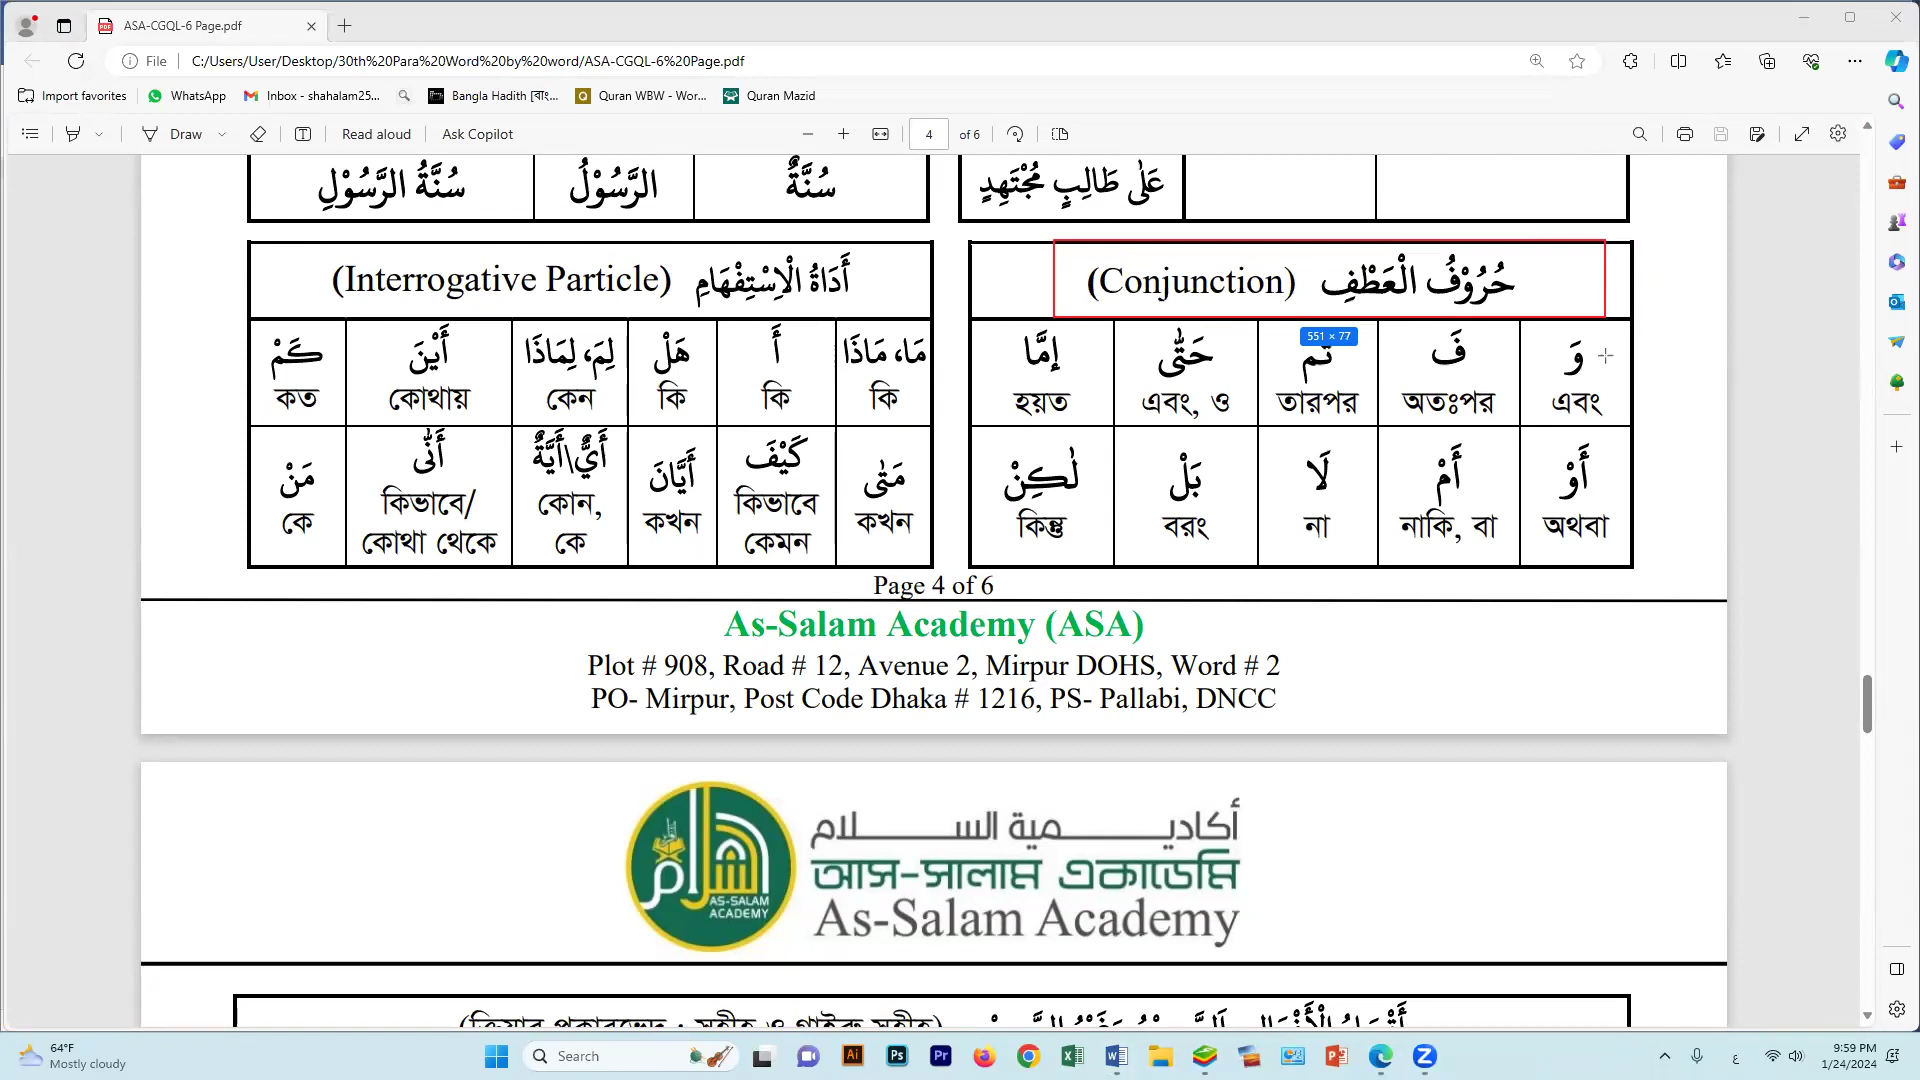 ASA-CGQL-6 Page.pdf
File
C:/Users/User/Desktop/30th%20Para%20Word%20by%20word/ASA-CGQL-6%20Page.pdf
Import favorites
WhatsApp
Inbox - shahalam25...
Bangla Hadith [বাং...
Quran WBW - Wor...
Quran Mazid
Draw
Read aloud
Ask Copilot
4 of 6
سُنَّةٌ الرَّسُوْلُ سُنَّةُ الرَّسُوْلِ
عَلٰى طَالِبٍ مُجْتَهِدٍ
(Interrogative Particle) أَدَاةُ الْاِسْتِفْهَامِ
مَا، مَاذَا أَ هَلْ لِمَ، لِمَاذَا أَيْنَ كَمْ
কি কি কি কেন কোথায় কত
مَتٰى كَيْفَ أَيَّانَ أَيٌّ\أَيَّةٌ أَنّٰى مَنْ
কখন কিভাবে কেমন কখন কোন, কে কিভাবে/ কোথা থেকে কে
(Conjunction) حُرُوْفُ الْعَطْفِ
551 × 77
وَ فَ ثُمَّ حَتّٰى إِمَّا
এবং অতঃপর তারপর এবং, ও হয়ত
أَوْ أَمْ لَا بَلْ لٰكِنْ
অথবা নাকি, বা না বরং কিন্তু
Page 4 of 6
As-Salam Academy (ASA)
Plot # 908, Road # 12, Avenue 2, Mirpur DOHS, Word # 2
PO- Mirpur, Post Code Dhaka # 1216, PS- Pallabi, DNCC
AS-SALAM
ACADEMY
أكاديمية السلام
আস-সালাম একাডেমি
As-Salam Academy
64°F
Mostly cloudy
Search
9:59 PM
1/24/2024